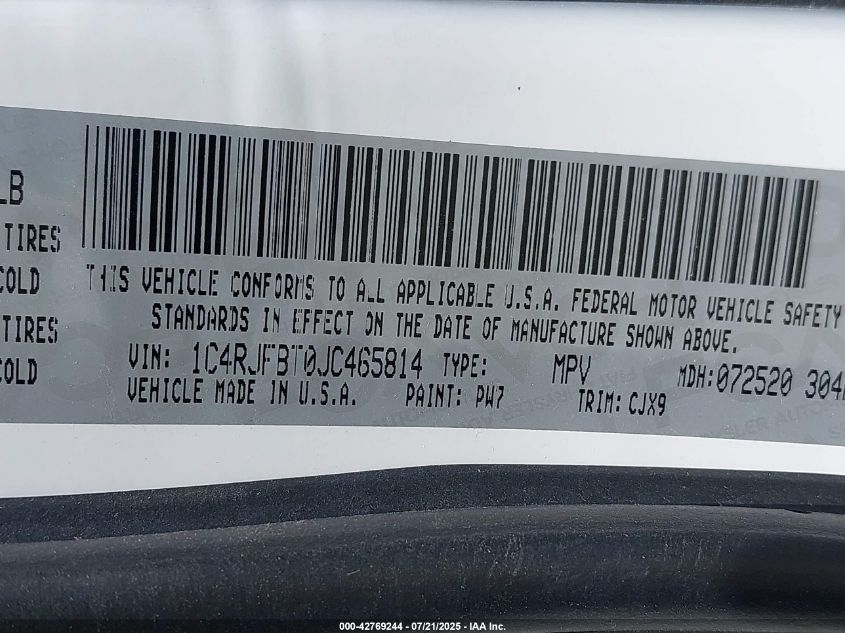 LB
TIRES
COLD
TIRES
COLD
THIS VEHICLE CONFORMS TO ALL APPLICABLE U.S.A. FEDERAL MOTOR VEHICLE SAFETY
STANDARDS IN EFFECT ON THE DATE OF MANUFACTURE SHOWN ABOVE.
VIN: 1C4RJFBT0JC465814 TYPE: MPV MDH:072520 304
VEHICLE MADE IN U.S.A. PAINT: PW7 TRIM: CJX9
000-42769244 - 07/21/2025 - IAA Inc.